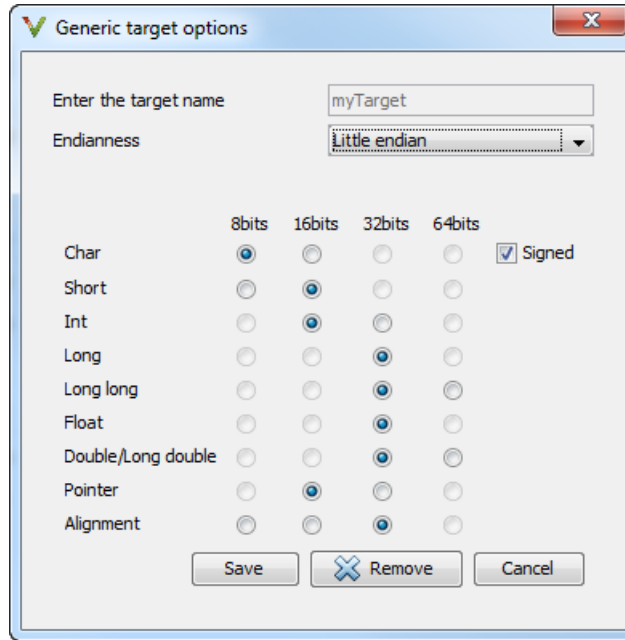 Generic target options
Enter the target name myTarget
Endianness Little endian
8bits 16bits 32bits 64bits
Char Signed
Short
Int
Long
Long long
Float
Double/Long double
Pointer
Alignment
Save Remove Cancel